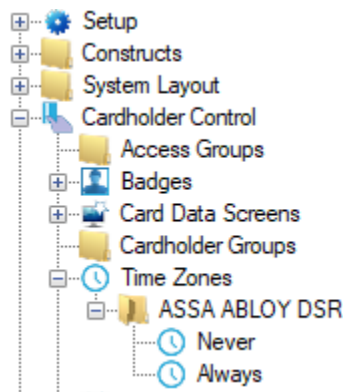 Setup
Constructs
System Layout
Cardholder Control
Access Groups
Badges
Card Data Screens
Cardholder Groups
Time Zones
ASSA ABLOY DSR
Never
Always